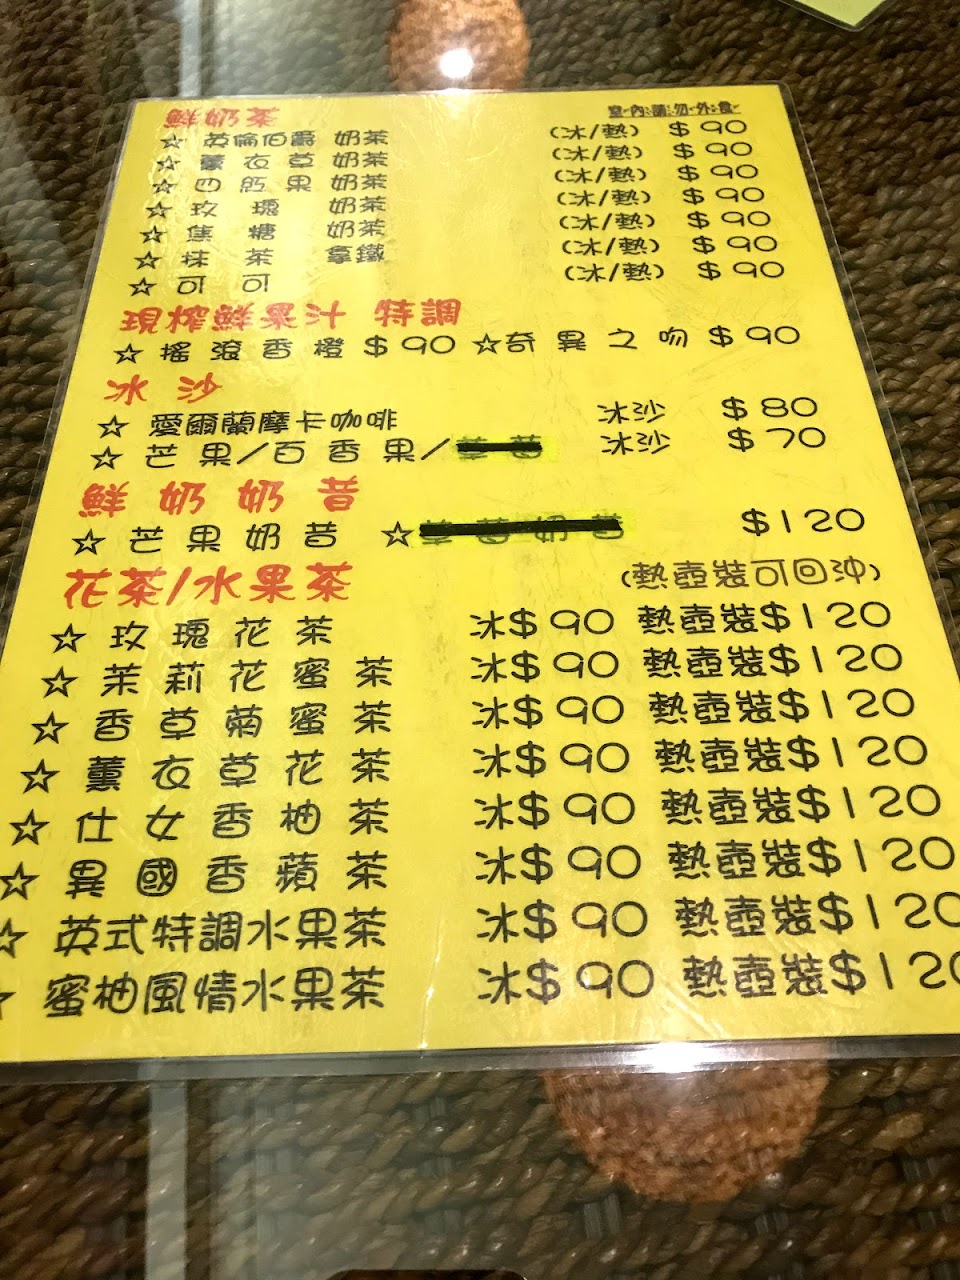 鮮奶茶 室內請勿外食
☆ 英倫伯爵 奶茶 (冰/熱) $90
☆ 薰衣草 奶茶 (冰/熱) $90
☆ 四葩果 奶茶 (冰/熱) $90
☆ 玫瑰 奶茶 (冰/熱) $90
☆ 焦糖 奶茶 (冰/熱) $90
☆ 抹茶 拿鐵 (冰/熱) $90
☆ 可可 (冰/熱) $90
現榨鮮果汁 特調
☆ 搖滾香橙 $90 ☆奇異之吻 $90
冰沙
☆ 愛爾蘭摩卡咖啡 冰沙 $80
☆ 芒果/百香果/ 冰沙 $70
鮮奶奶昔
☆ 芒果奶昔 ☆ $120
花茶/水果茶 (熱壺裝可回沖)
☆ 玫瑰花茶 冰$90 熱壺裝$120
☆ 茉莉花蜜茶 冰$90 熱壺裝$120
☆ 香草菊蜜茶 冰$90 熱壺裝$120
☆ 薰衣草花茶 冰$90 熱壺裝$120
☆ 仕女香柚茶 冰$90 熱壺裝$120
☆ 異國香蘋茶 冰$90 熱壺裝$120
☆ 英式特調水果茶 冰$90 熱壺裝$120
蜜柚風情水果茶 冰$90 熱壺裝$120